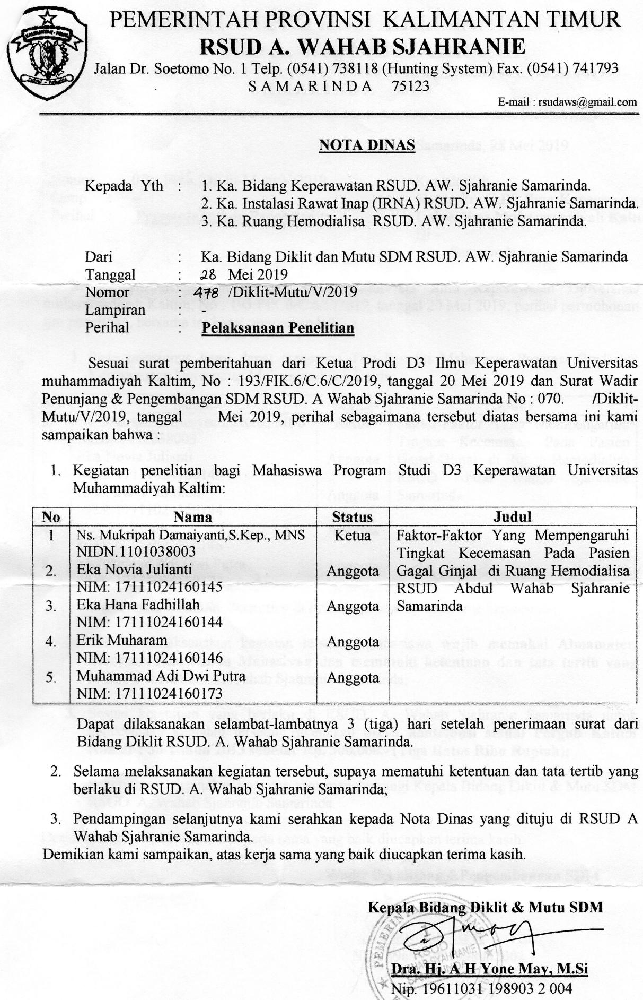 PEMERINTAH PROVINSI KALIMANTAN TIMUR
RSUD A. WAHAB SJAHRANIE
Jalan Dr. Soetomo No. 1 Telp. (0541) 738118 (Hunting System) Fax. (0541) 741793
S A M A R I N D A 75123
E-mail : rsudaws@gmail.com
NOTA DINAS
Kepada Yth : 1. Ka. Bidang Keperawatan RSUD. AW. Sjahranie Samarinda.
2. Ka. Instalasi Rawat Inap (IRNA) RSUD. AW. Sjahranie Samarinda.
3. Ka. Ruang Hemodialisa RSUD. AW. Sjahranie Samarinda.
Dari : Ka. Bidang Diklit dan Mutu SDM RSUD. AW. Sjahranie Samarinda
Tanggal : 28 Mei 2019
Nomor : 478 /Diklit-Mutu/V/2019
Lampiran : -
Perihal : Pelaksanaan Penelitian
Sesuai surat pemberitahuan dari Ketua Prodi D3 Ilmu Keperawatan Universitas
muhammadiyah Kaltim, No : 193/FIK.6/C.6/C/2019, tanggal 20 Mei 2019 dan Surat Wadir
Penunjang & Pengembangan SDM RSUD. A Wahab Sjahranie Samarinda No : 070. /Diklit-
Mutu/V/2019, tanggal Mei 2019, perihal sebagaimana tersebut diatas bersama ini kami
sampaikan bahwa :
1. Kegiatan penelitian bagi Mahasiswa Program Studi D3 Keperawatan Universitas
Muhammadiyah Kaltim:
No Nama Status Judul
1 Ns. Mukripah Damaiyanti,S.Kep., MNS Ketua Faktor-Faktor Yang Mempengaruhi
NIDN.1101038003 Tingkat Kecemasan Pada Pasien
2. Eka Novia Julianti Anggota Gagal Ginjal di Ruang Hemodialisa
NIM: 17111024160145 RSUD Abdul Wahab Sjahranie
3. Eka Hana Fadhillah Anggota Samarinda
NIM: 17111024160144
4. Erik Muharam Anggota
NIM: 17111024160146
5. Muhammad Adi Dwi Putra Anggota
NIM: 17111024160173
Dapat dilaksanakan selambat-lambatnya 3 (tiga) hari setelah penerimaan surat dari
Bidang Diklit RSUD. A. Wahab Sjahranie Samarinda.
2. Selama melaksanakan kegiatan tersebut, supaya mematuhi ketentuan dan tata tertib yang
berlaku di RSUD. A. Wahab Sjahranie Samarinda;
3. Pendampingan selanjutnya kami serahkan kepada Nota Dinas yang dituju di RSUD A
Wahab Sjahranie Samarinda.
Demikian kami sampaikan, atas kerja sama yang baik diucapkan terima kasih.
Kepala Bidang Diklit & Mutu SDM
Dra. Hj. A H Yone May, M.Si
Nip. 19611031 198903 2 004